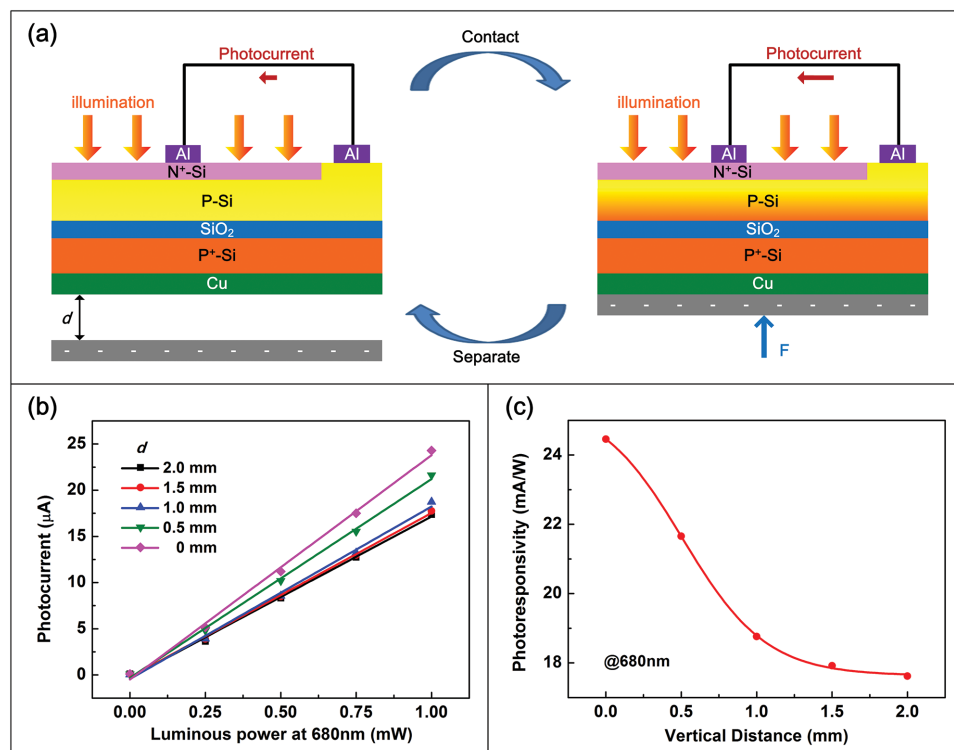 (a)
Contact
Photocurrent
illumination
Al
Al
N⁺-Si
P-Si
SiO₂
P⁺-Si
Cu
d
- - - - - - - - -
Separate
Photocurrent
illumination
Al
Al
N⁺-Si
P-Si
SiO₂
P⁺-Si
Cu
- - - - - - - - -
F
(b)
Photocurrent (μA)
25
20
15
10
5
0
d
2.0 mm
1.5 mm
1.0 mm
0.5 mm
0 mm
0.00 0.25 0.50 0.75 1.00
Luminous power at 680nm (mW)
(c)
Photoresponsivity (mA/W)
24
22
20
18
@680nm
0.0 0.5 1.0 1.5 2.0
Vertical Distance (mm)